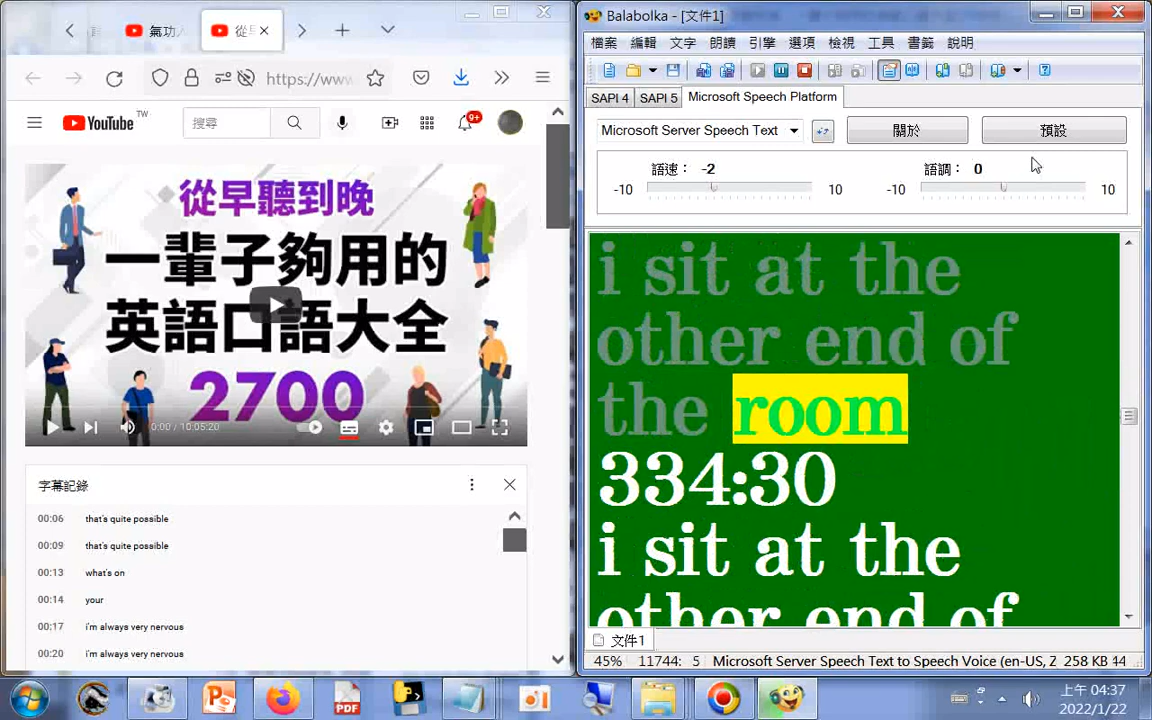 氣功
從
https://www
YouTube TW
搜尋
9+
從早聽到晚
一輩子夠用的
英語口語大全
2700
0:00 / 10:05:20
字幕記錄
00:06 that's quite possible
00:09 that's quite possible
00:13 what's on
00:14 your
00:17 i'm always very nervous
00:20 i'm always very nervous
Balabolka - [文件1]
檔案 編輯 文字 朗讀 引擎 選項 檢視 工具 書籤 說明
SAPI 4 SAPI 5 Microsoft Speech Platform
Microsoft Server Speech Text 關於 預設
語速： -2 語調： 0
-10 10 -10 10
i sit at the
other end of
the room
334:30
i sit at the
other end of
文件1
45% 11744: 5 Microsoft Server Speech Text to Speech Voice (en-US, Z 258 KB 44
PDF
上午 04:37
2022/1/22